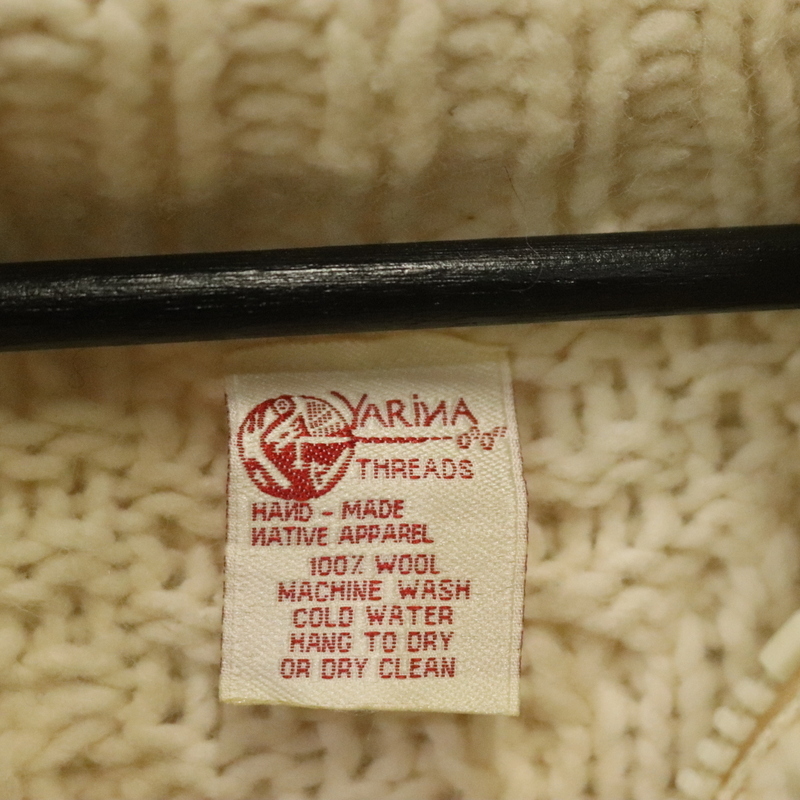 YARiNA
THREADS
HAND - MADE
NATIVE APPAREL
100% WOOL
MACHINE WASH
COLD WATER
HANG TO DRY
OR DRY CLEAN